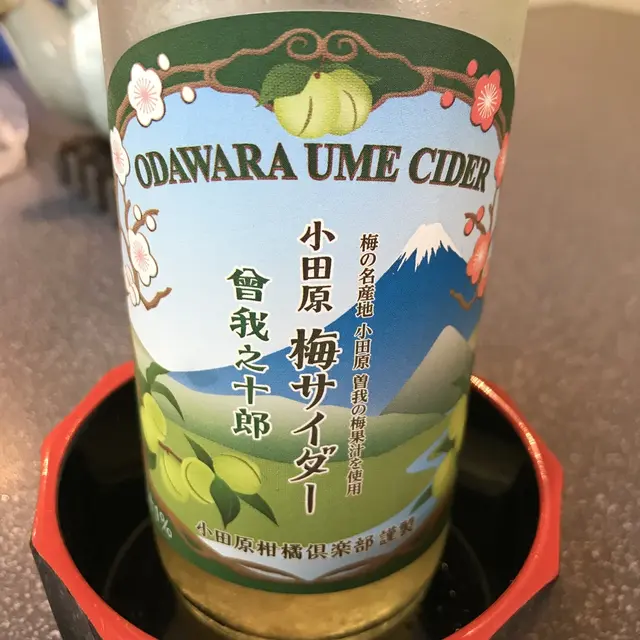 ODAWARA UME CIDER
梅の名産地 小田原 曽我の梅果汁を使用
小田原 梅サイダー
曾我之十郎
1%
小田原柑橘倶楽部謹製